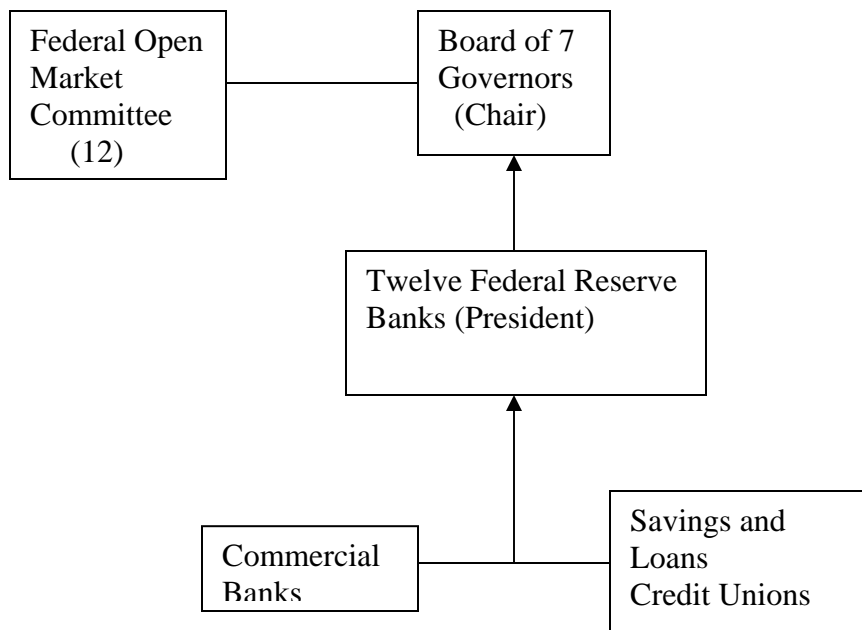 Federal Open
Market
Committee
(12)
Board of 7
Governors
(Chair)
Twelve Federal Reserve
Banks (President)
Commercial
Banks
Savings and
Loans
Credit Unions